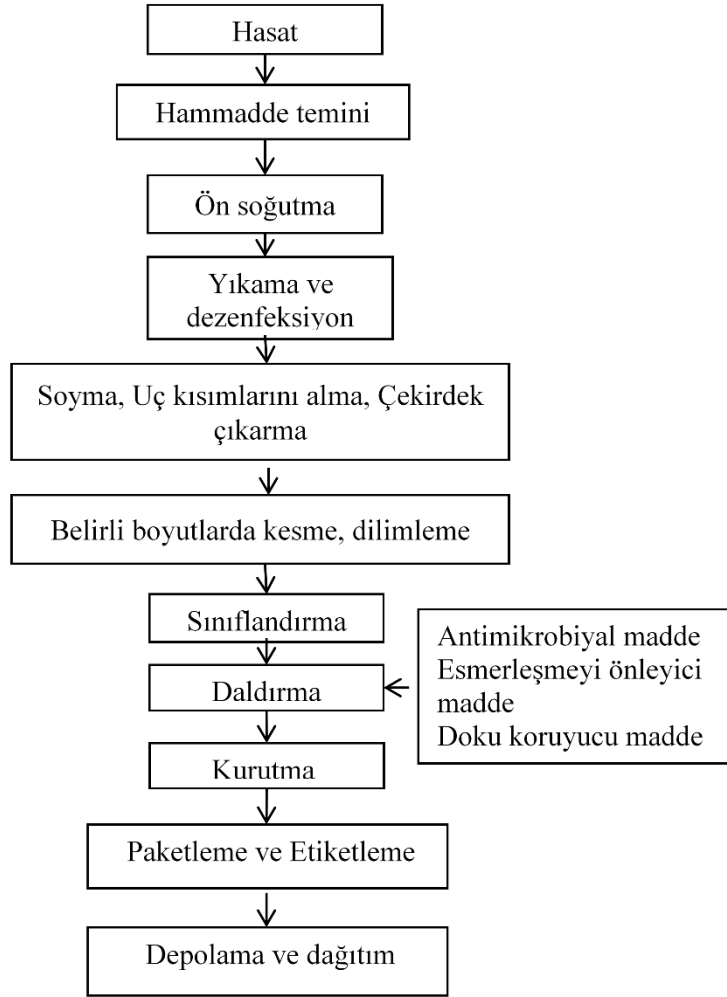 Hasat
Hammadde temini
Ön soğutma
Yıkama ve
dezenfeksiyon
Soyma, Uç kısımlarını alma, Çekirdek
çıkarma
Belirli boyutlarda kesme, dilimleme
Sınıflandırma
Daldırma
Antimikrobiyal madde
Esmerleşmeyi önleyici
madde
Doku koruyucu madde
Kurutma
Paketleme ve Etiketleme
Depolama ve dağıtım